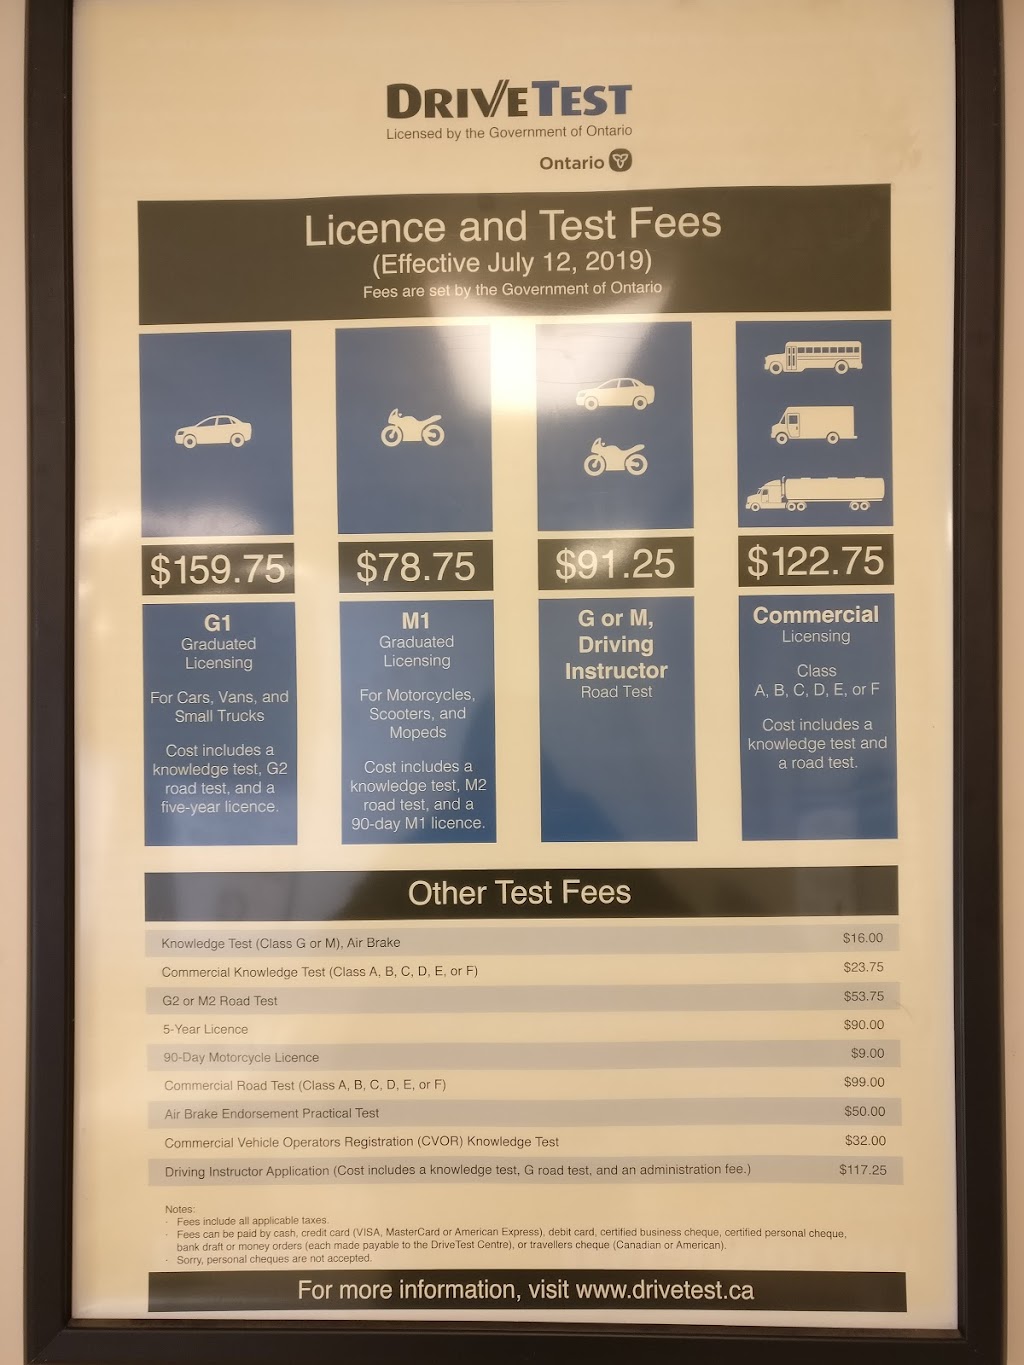 DRIVETEST
Licensed by the Government of Ontario
Ontario
Licence and Test Fees
(Effective July 12, 2019)
Fees are set by the Government of Ontario
$159.75
G1
Graduated
Licensing
For Cars, Vans, and
Small Trucks
Cost includes a
knowledge test, G2
road test, and a
five-year licence.
$78.75
M1
Graduated
Licensing
For Motorcycles,
Scooters, and
Mopeds
Cost includes a
knowledge test, M2
road test, and a
90-day M1 licence.
$91.25
G or M,
Driving
Instructor
Road Test
$122.75
Commercial
Licensing
Class
A, B, C, D, E, or F
Cost includes a
knowledge test and
a road test.
Other Test Fees
Knowledge Test (Class G or M), Air Brake $16.00
Commercial Knowledge Test (Class A, B, C, D, E, or F) $23.75
G2 or M2 Road Test $53.75
5-Year Licence $90.00
90-Day Motorcycle Licence $9.00
Commercial Road Test (Class A, B, C, D, E, or F) $99.00
Air Brake Endorsement Practical Test $50.00
Commercial Vehicle Operators Registration (CVOR) Knowledge Test $32.00
Driving Instructor Application (Cost includes a knowledge test, G road test, and an administration fee.) $117.25
Notes:
- Fees include all applicable taxes.
- Fees can be paid by cash, credit card (VISA, MasterCard or American Express), debit card, certified business cheque, certified personal cheque,
bank draft or money orders (each made payable to the DriveTest Centre), or travellers cheque (Canadian or American).
- Sorry, personal cheques are not accepted.
For more information, visit www.drivetest.ca